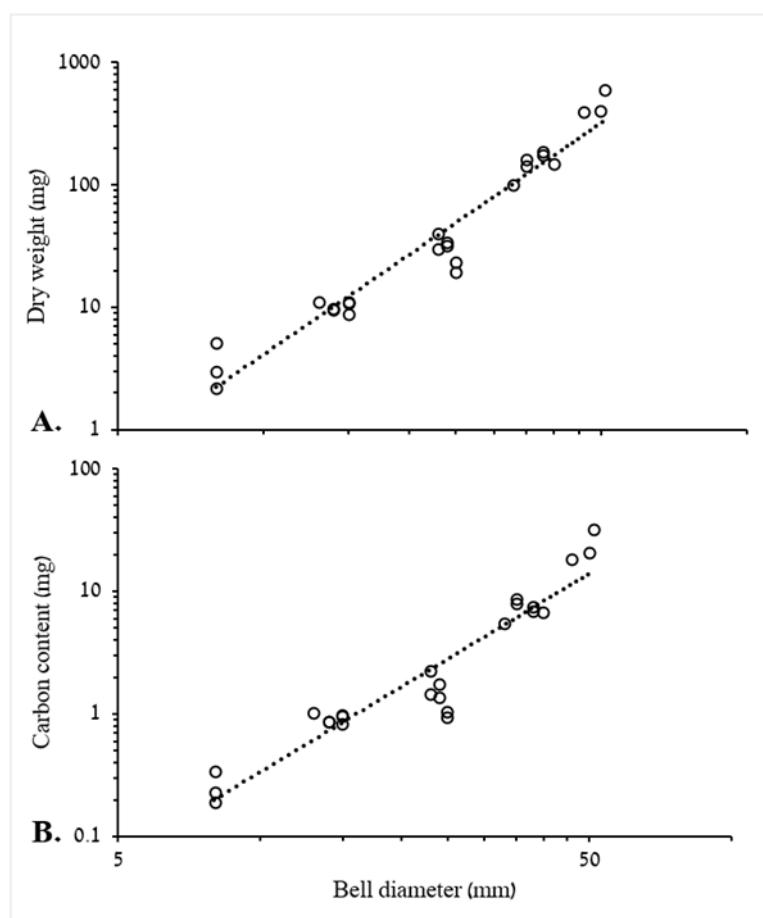 1000
100
10
1
Dry weight (mg)
A.
100
10
1
0.1
Carbon content (mg)
B.
5
50
Bell diameter (mm)